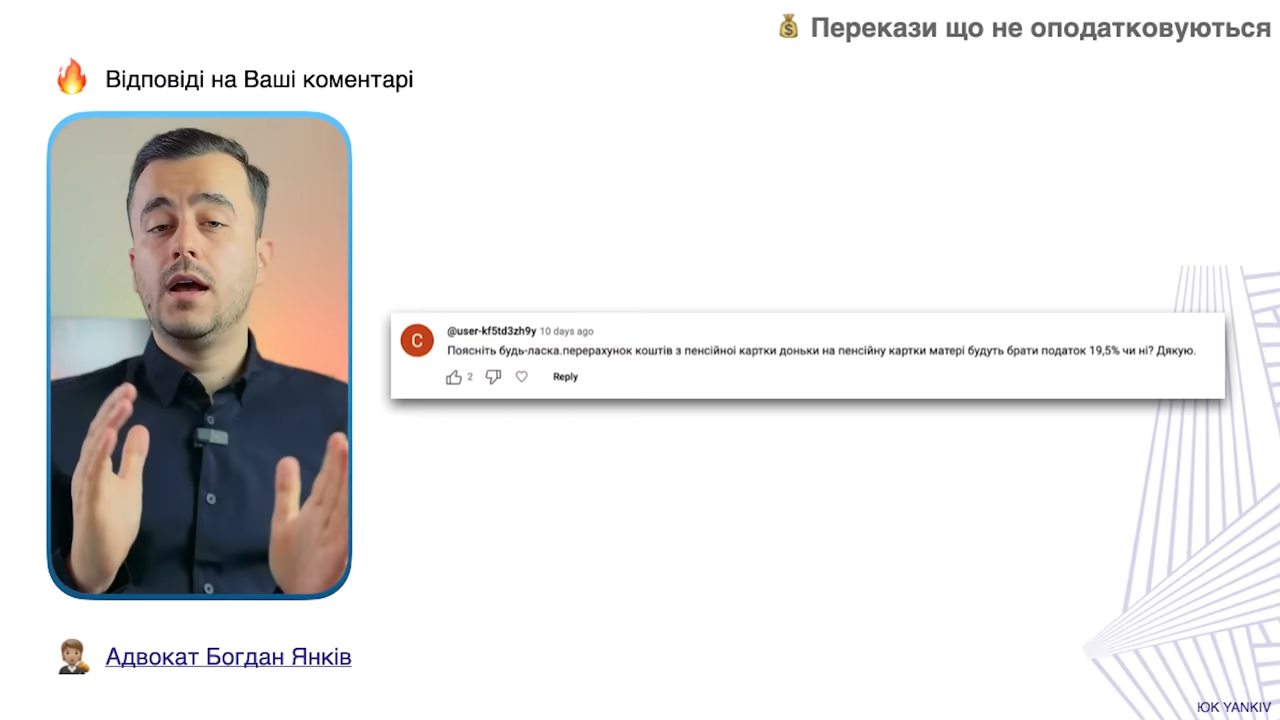 Перекази що не оподатковуються
Відповіді на Ваші коментарі
C
@user-kf5td3zh9y 10 days ago
Поясніть будь-ласка.перерахунок коштів з пенсійної картки доньки на пенсійну картки матері будуть брати податок 19,5% чи ні? Дякую.
2
Reply
Адвокат Богдан Янків
ЮК YANKIV